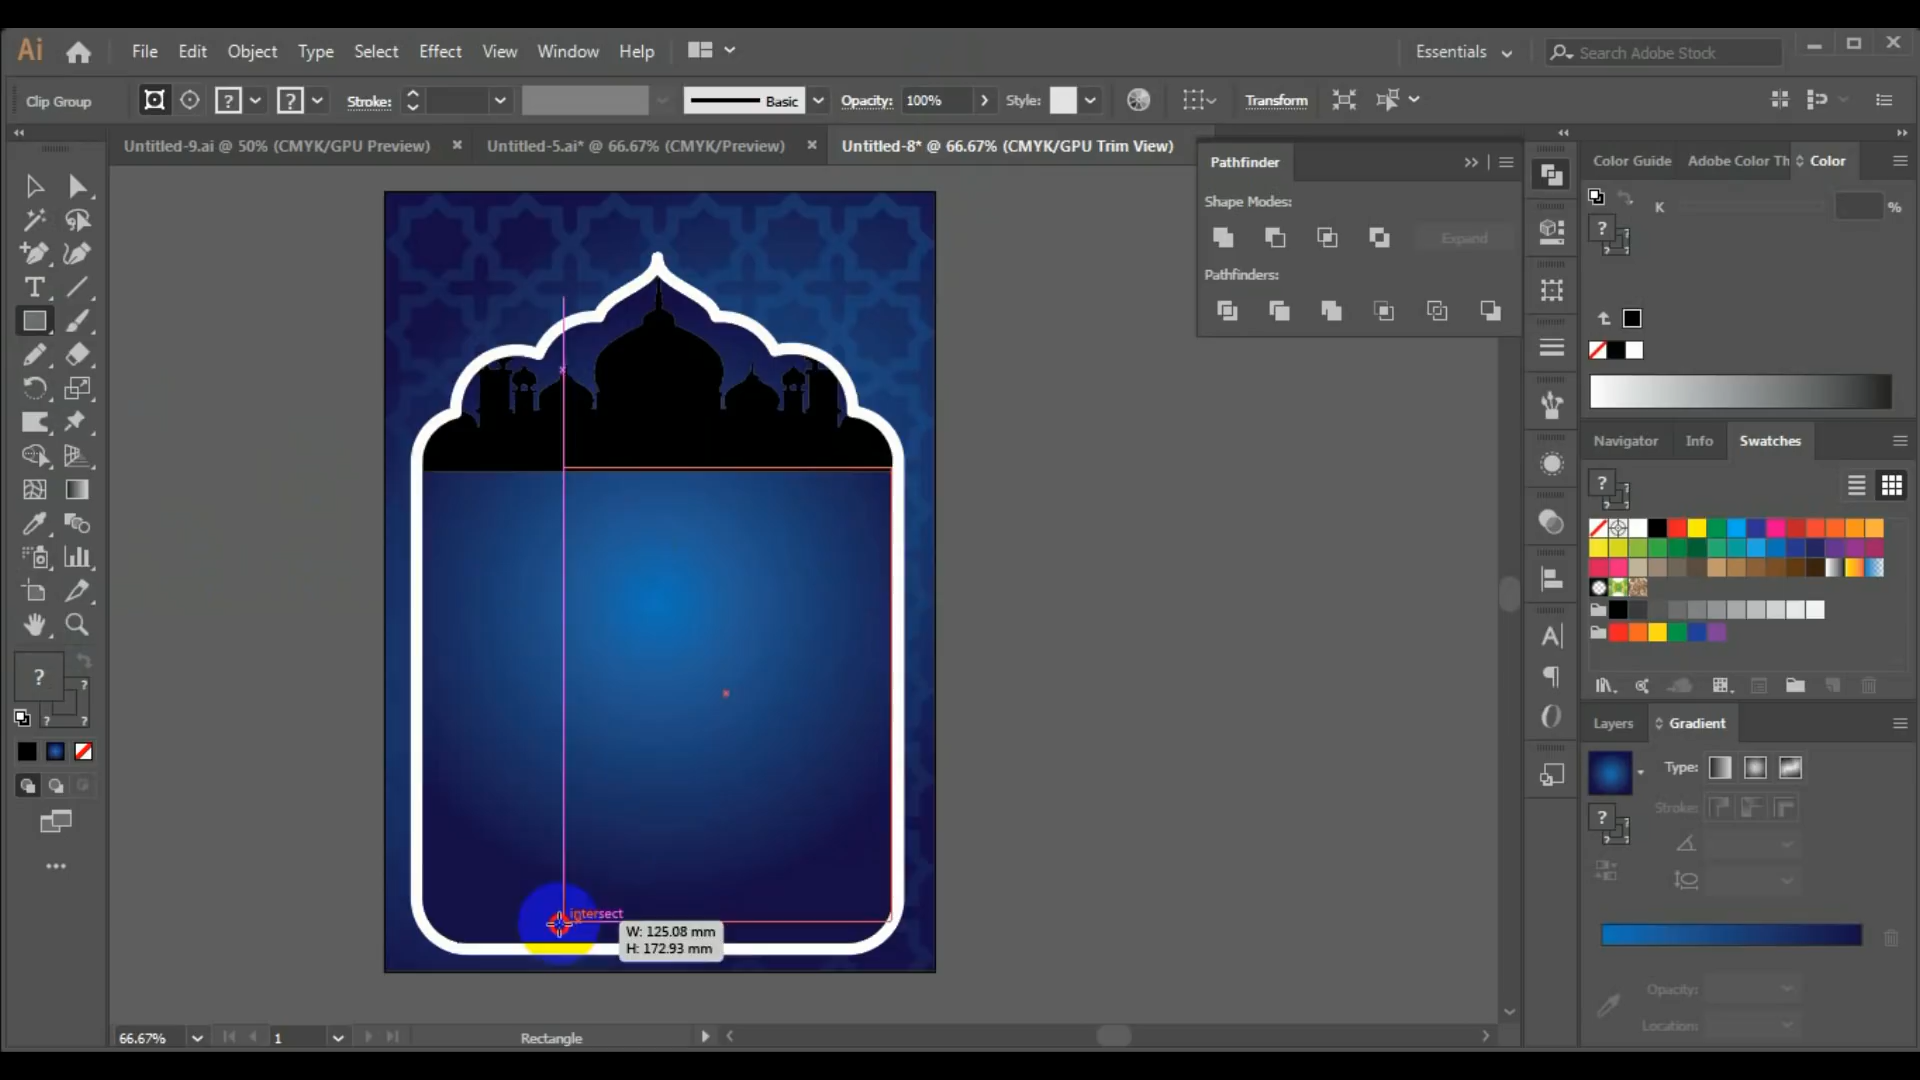 Ai File Edit Object Type Select Effect View Window Help Essentials Search Adobe Stock
Clip Group Stroke: Basic Opacity: 100% Style: Transform
Untitled-9.ai @ 50% (CMYK/GPU Preview) Untitled-5.ai* @ 66.67% (CMYK/Preview) Untitled-8* @ 66.67% (CMYK/GPU Trim View)
Pathfinder
Shape Modes:
Expand
Pathfinders:
Color Guide Adobe Color Th Color
K %
Navigator Info Swatches
Layers Gradient
Type:
Stroke:
Opacity:
Location:
intersect
W: 125.08 mm
H: 172.93 mm
66.67% 1 Rectangle